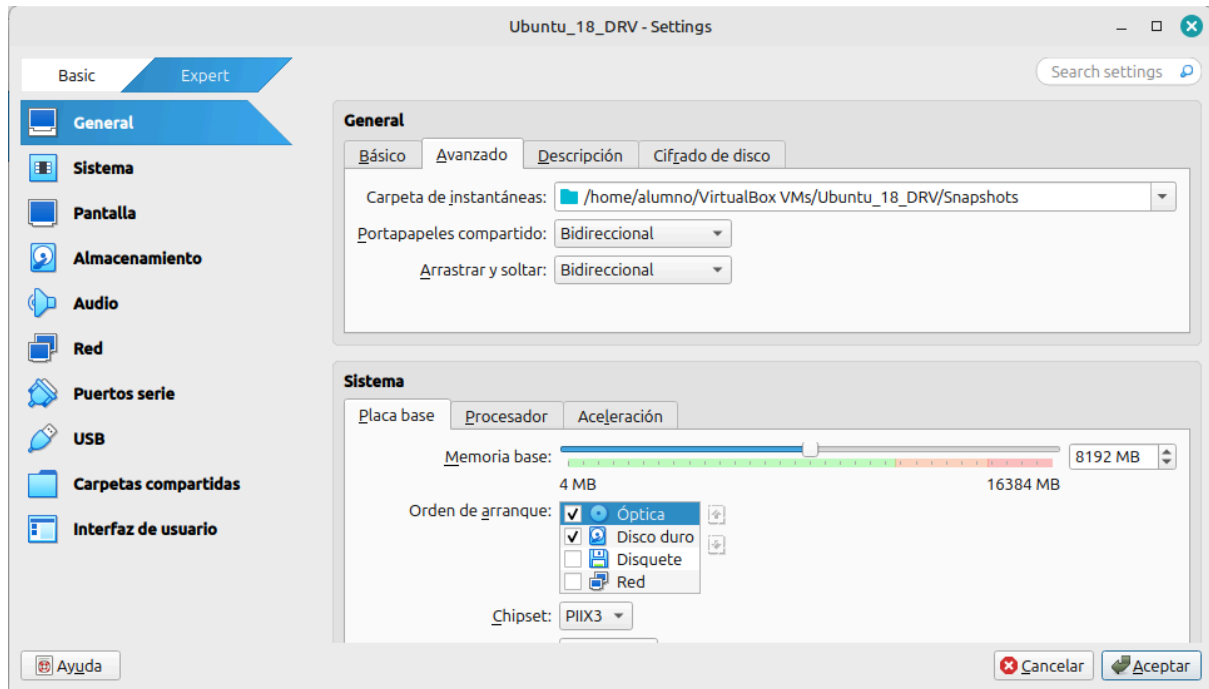 Ubuntu_18_DRV - Settings
Basic
Expert
Search settings
General
Sistema
Pantalla
Almacenamiento
Audio
Red
Puertos serie
USB
Carpetas compartidas
Interfaz de usuario
General
Básico Avanzado Descripción Cifrado de disco
Carpeta de instantáneas: /home/alumno/VirtualBox VMs/Ubuntu_18_DRV/Snapshots
Portapapeles compartido: Bidireccional
Arrastrar y soltar: Bidireccional
Sistema
Placa base Procesador Aceleración
Memoria base: 8192 MB
4 MB 16384 MB
Orden de arranque: Óptica
Disco duro
Disquete
Red
Chipset: PIIX3
Ayuda Cancelar Aceptar